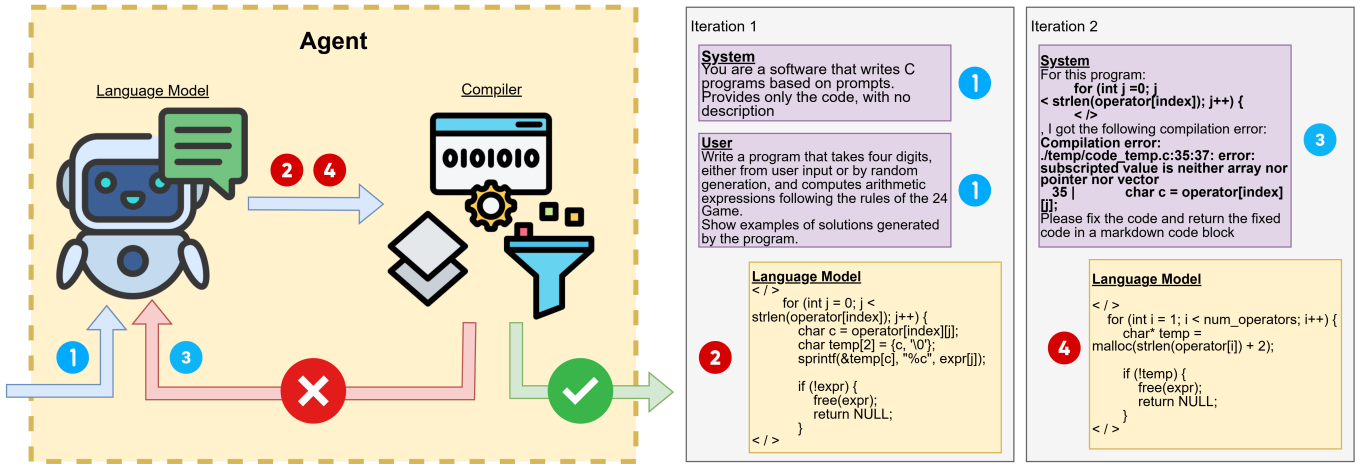 Agent
Language Model
Compiler
0101010
2 4
1
3
Iteration 1
System
You are a software that writes C
programs based on prompts.
Provides only the code, with no
description
1
User
Write a program that takes four digits,
either from user input or by random
generation, and computes arithmetic
expressions following the rules of the 24
Game.
Show examples of solutions generated
by the program.
1
Language Model
< / >
for (int j = 0; j <
strlen(operator[index]); j++) {
char c = operator[index][j];
char temp[2] = {c, '\0'};
sprintf(&temp[c], "%c", expr[j]);
if (!expr) {
free(expr);
return NULL;
}
< / >
2
Iteration 2
System
For this program:
for (int j =0; j
< strlen(operator[index]); j++) {
< />
, I got the following compilation error:
Compilation error:
./temp/code_temp.c:35:37: error:
subscripted value is neither array nor
pointer nor vector
35 | char c = operator[index]
[j];
Please fix the code and return the fixed
code in a markdown code block
3
Language Model
< / >
for (int i = 1; i < num_operators; i++) {
char* temp =
malloc(strlen(operator[i]) + 2);
if (!temp) {
free(expr);
return NULL;
}
< / >
4